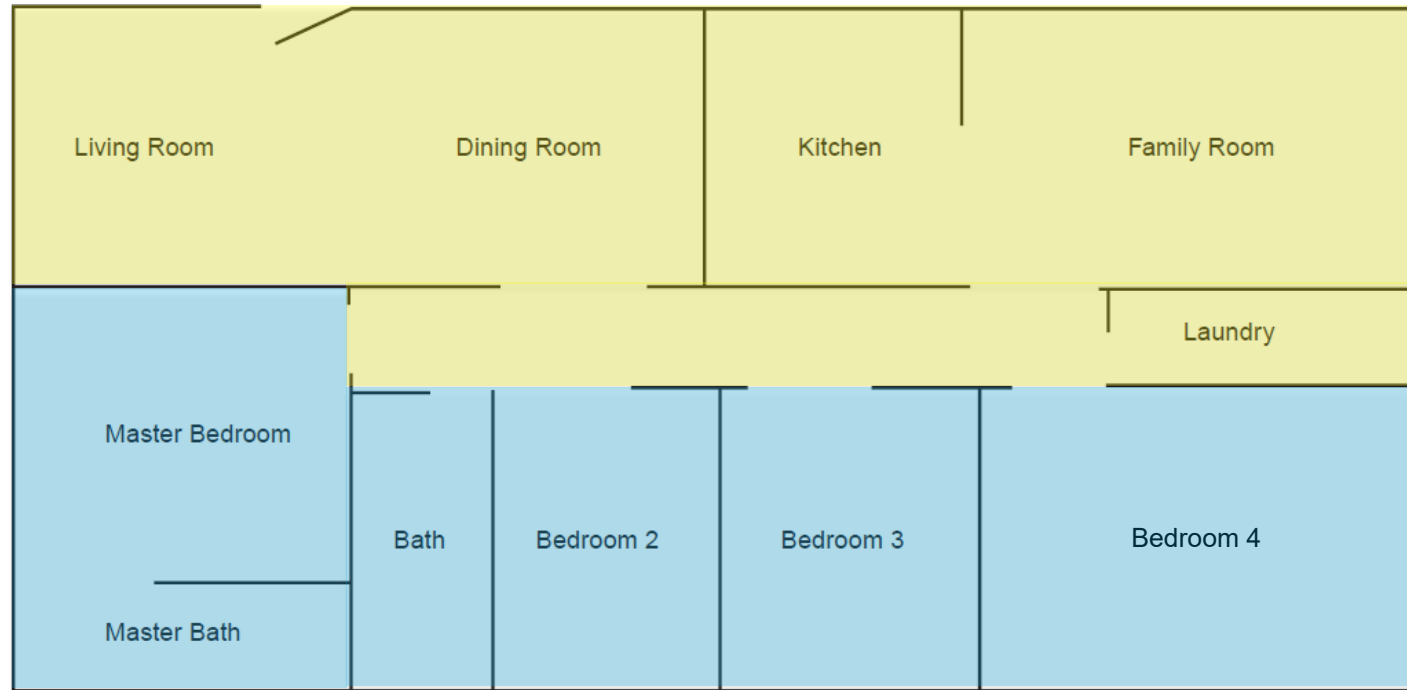 Living Room
Dining Room
Kitchen
Family Room
Laundry
Master Bedroom
Bath
Bedroom 2
Bedroom 3
Bedroom 4
Master Bath